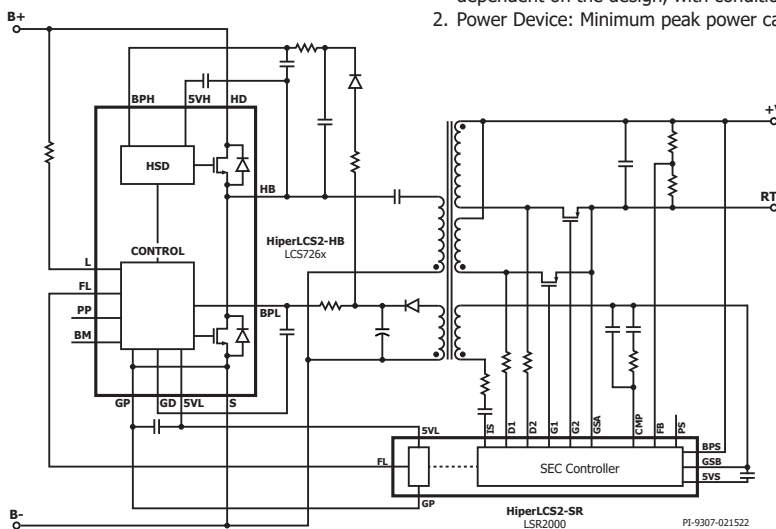 dependent on the design, with condition
2. Power Device: Minimum peak power ca
B+
BPH 5VH HD
HSD
HB
CONTROL
HiperLCS2-HB
LCS726x
L
FL
PP
BM
BPL
GP GD 5VL S
+V
RT
IS D1 D2 G1 G2 GSA CMP FB PS
5VL
BPS
FL
SEC Controller
GSB
5VS
GP
HiperLCS2-SR
LSR2000
PI-9307-021522
B-